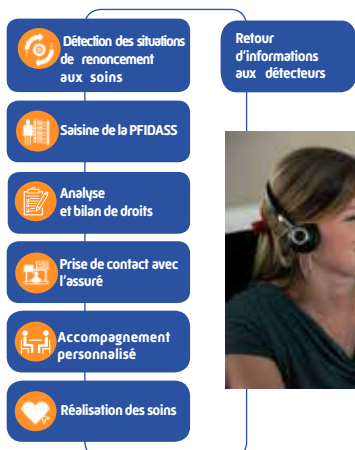 Détection des situations
de renoncement
aux soins
Saisine de la PFIDASS
Analyse
et bilan de droits
Prise de contact avec
l'assuré
Accompagnement
personnalisé
Réalisation des soins
Retour
d'informations
aux détecteurs